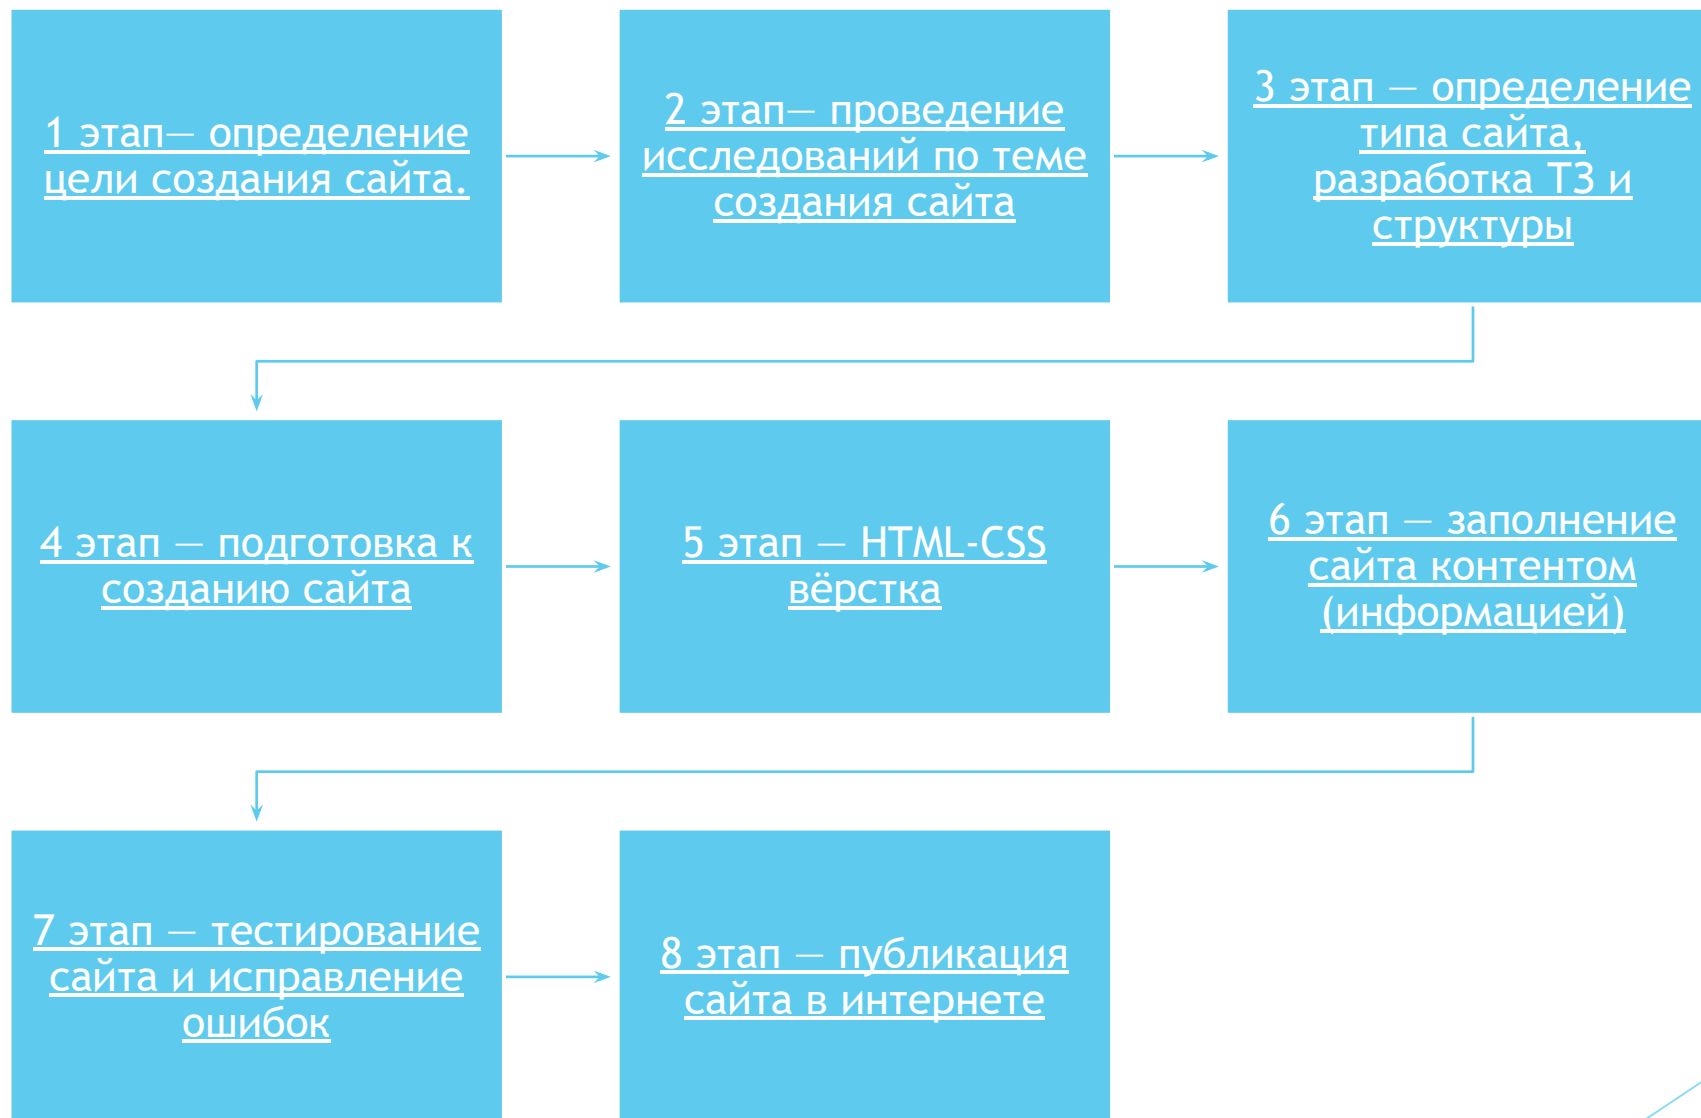 1 этап— определение
цели создания сайта.
2 этап— проведение
исследований по теме
создания сайта
3 этап — определение
типа сайта,
разработка ТЗ и
структуры
4 этап — подготовка к
созданию сайта
5 этап — HTML-CSS
вёрстка
6 этап — заполнение
сайта контентом
(информацией)
7 этап — тестирование
сайта и исправление
ошибок
8 этап — публикация
сайта в интернете